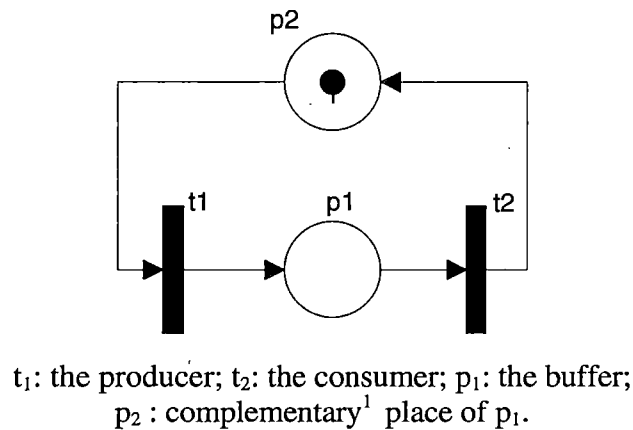 p2
t1
p1
t2
t₁: the producer; t₂: the consumer; p₁: the buffer;
p₂ : complementary¹ place of p₁.